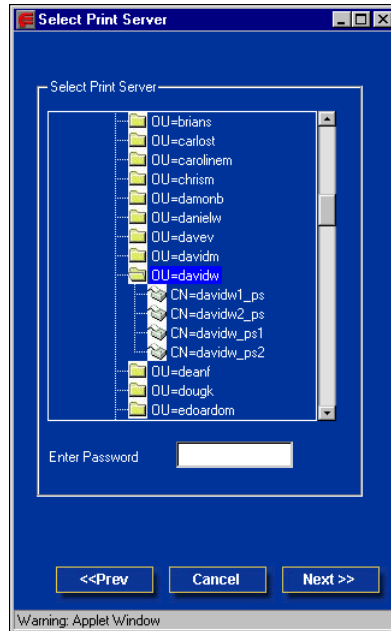 Select Print Server
Select Print Server
OU=brians
OU=carlost
OU=carolinem
OU=chrism
OU=damonb
OU=danielw
OU=davev
OU=davidm
OU=davidw
CN=davidw1_ps
CN=davidw2_ps
CN=davidw_ps1
CN=davidw_ps2
OU=deanf
OU=dougk
OU=edoardom
Enter Password
<<Prev Cancel Next >>
Warning: Applet Window